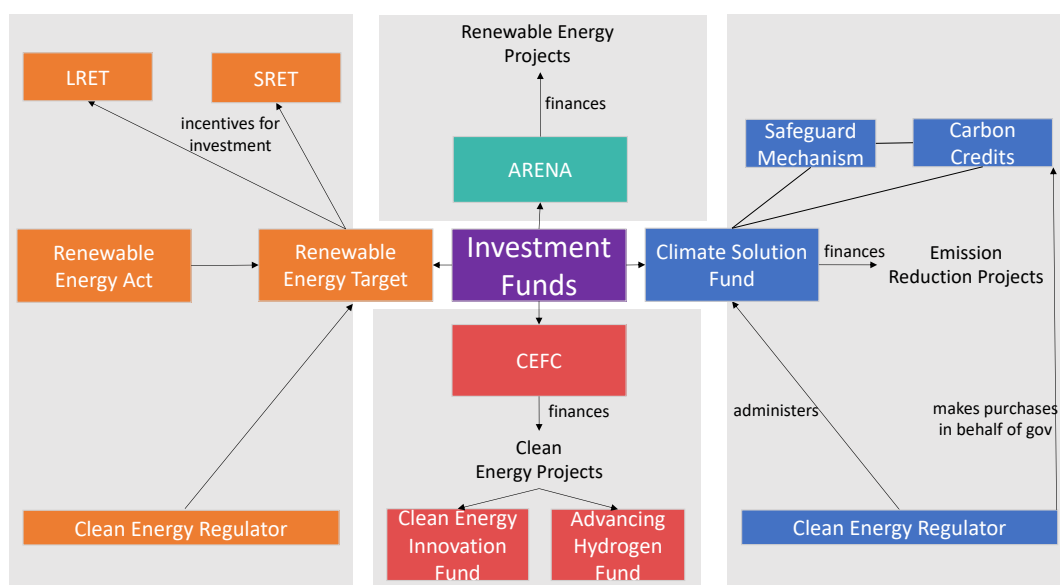 Renewable Energy
Projects
LRET
SRET
finances
incentives for
investment
Safeguard
Mechanism
Carbon
Credits
ARENA
Renewable
Energy Act
Renewable
Energy Target
Investment
Funds
Climate Solution
Fund
finances
Emission
Reduction Projects
CEFC
finances
administers
makes purchases
in behalf of gov
Clean
Energy Projects
Clean Energy Regulator
Clean Energy
Innovation
Fund
Advancing
Hydrogen
Fund
Clean Energy Regulator